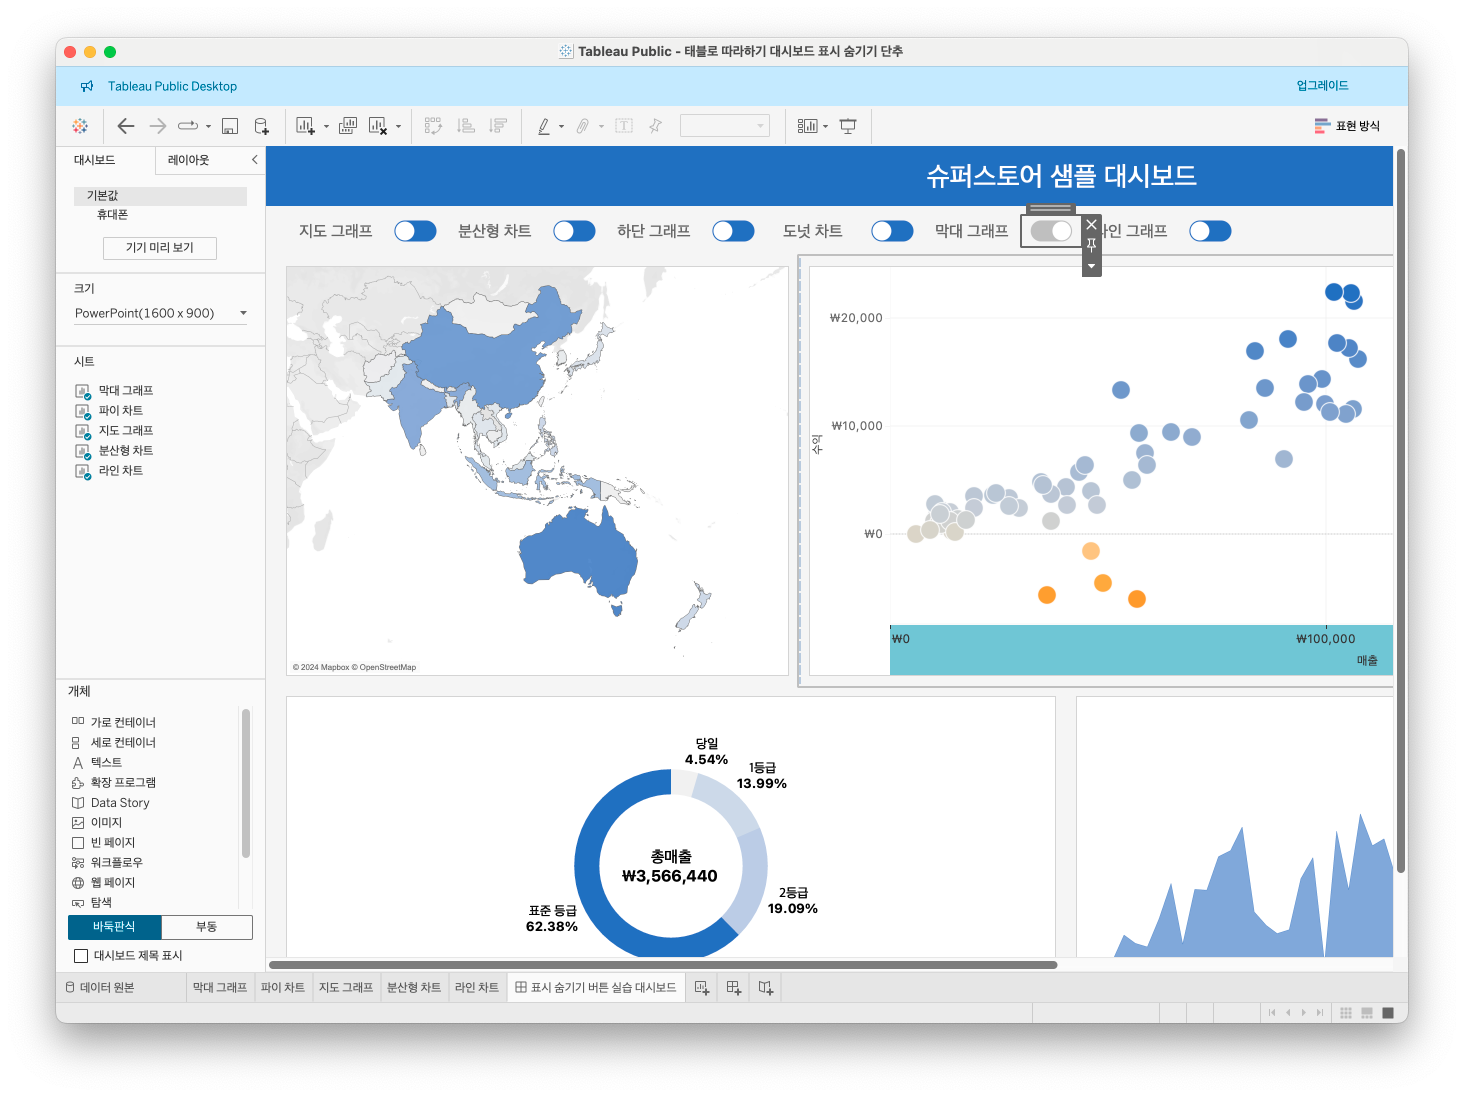 Tableau Public - 태블로 따라하기 대시보드 표시 숨기기 단추
Tableau Public Desktop
업그레이드
표현 방식
대시보드
레이아웃
기본값
휴대폰
기기 미리 보기
크기
PowerPoint(1600 x 900)
시트
막대 그래프
파이 차트
지도 그래프
분산형 차트
라인 차트
개체
가로 컨테이너
세로 컨테이너
텍스트
확장 프로그램
Data Story
이미지
빈 페이지
워크플로우
웹 페이지
탐색
바둑판식
부동
대시보드 제목 표시
슈퍼스토어 샘플 대시보드
지도 그래프
분산형 차트
하단 그래프
도넛 차트
막대 그래프
그래프
© 2024 Mapbox © OpenStreetMap
₩20,000
₩10,000
₩0
수익
₩0
₩100,000
매출
당일
4.54%
1등급
13.99%
총매출
₩3,566,440
2등급
19.09%
표준 등급
62.38%
데이터 원본
막대 그래프
파이 차트
지도 그래프
분산형 차트
라인 차트
표시 숨기기 버튼 실습 대시보드